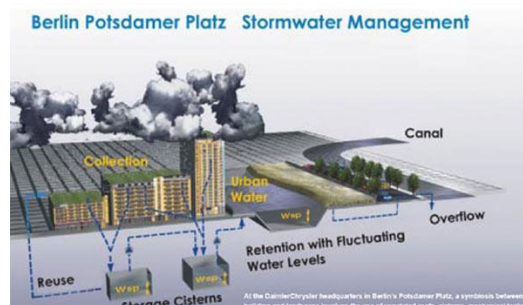 Berlin Potsdamer Platz Stormwater Management
Canal
Collection
Urban
Water
Wsp
Overflow
Retention with Fluctuating
Water Levels
Reuse
Wsp
Wsp
Storage Cisterns
At the DaimlerChrysler headquarters in Berlin's Potsdamer Platz, a symbiosis between